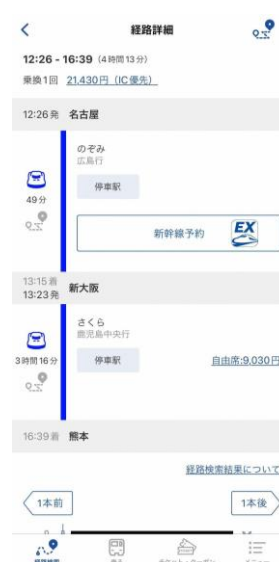 経路詳細
12:26 - 16:39 (4時間13分)
乗換1回 21,430円(IC優先)
12:26発 名古屋
のぞみ
広島行
停車駅
49分
新幹線予約 EX
13:15着
13:23発 新大阪
さくら
鹿児島中央行
3時間16分 停車駅 自由席:9,030円
16:39着 熊本
経路検索結果について
1本前 1本後